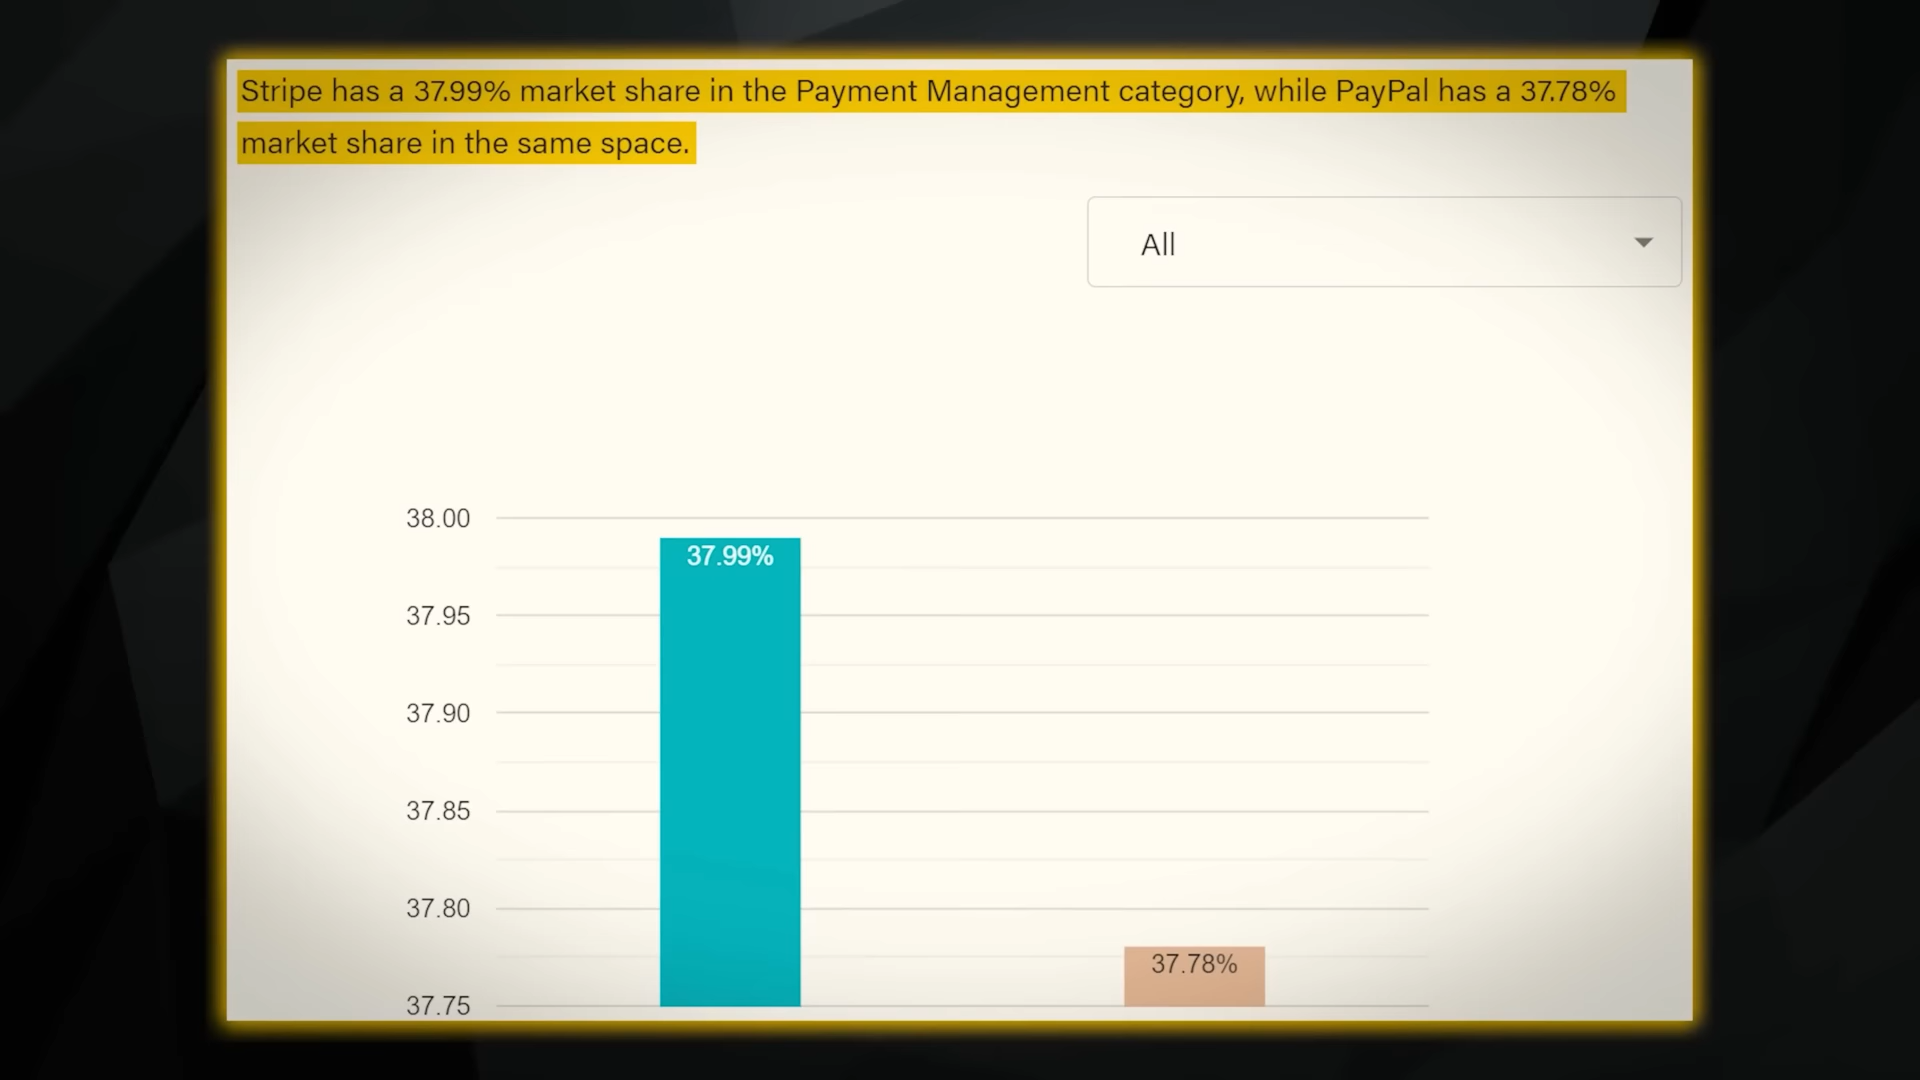 Stripe has a 37.99% market share in the Payment Management category, while PayPal has a 37.78%
market share in the same space.
All
38.00
37.99%
37.95
37.90
37.85
37.80
37.78%
37.75